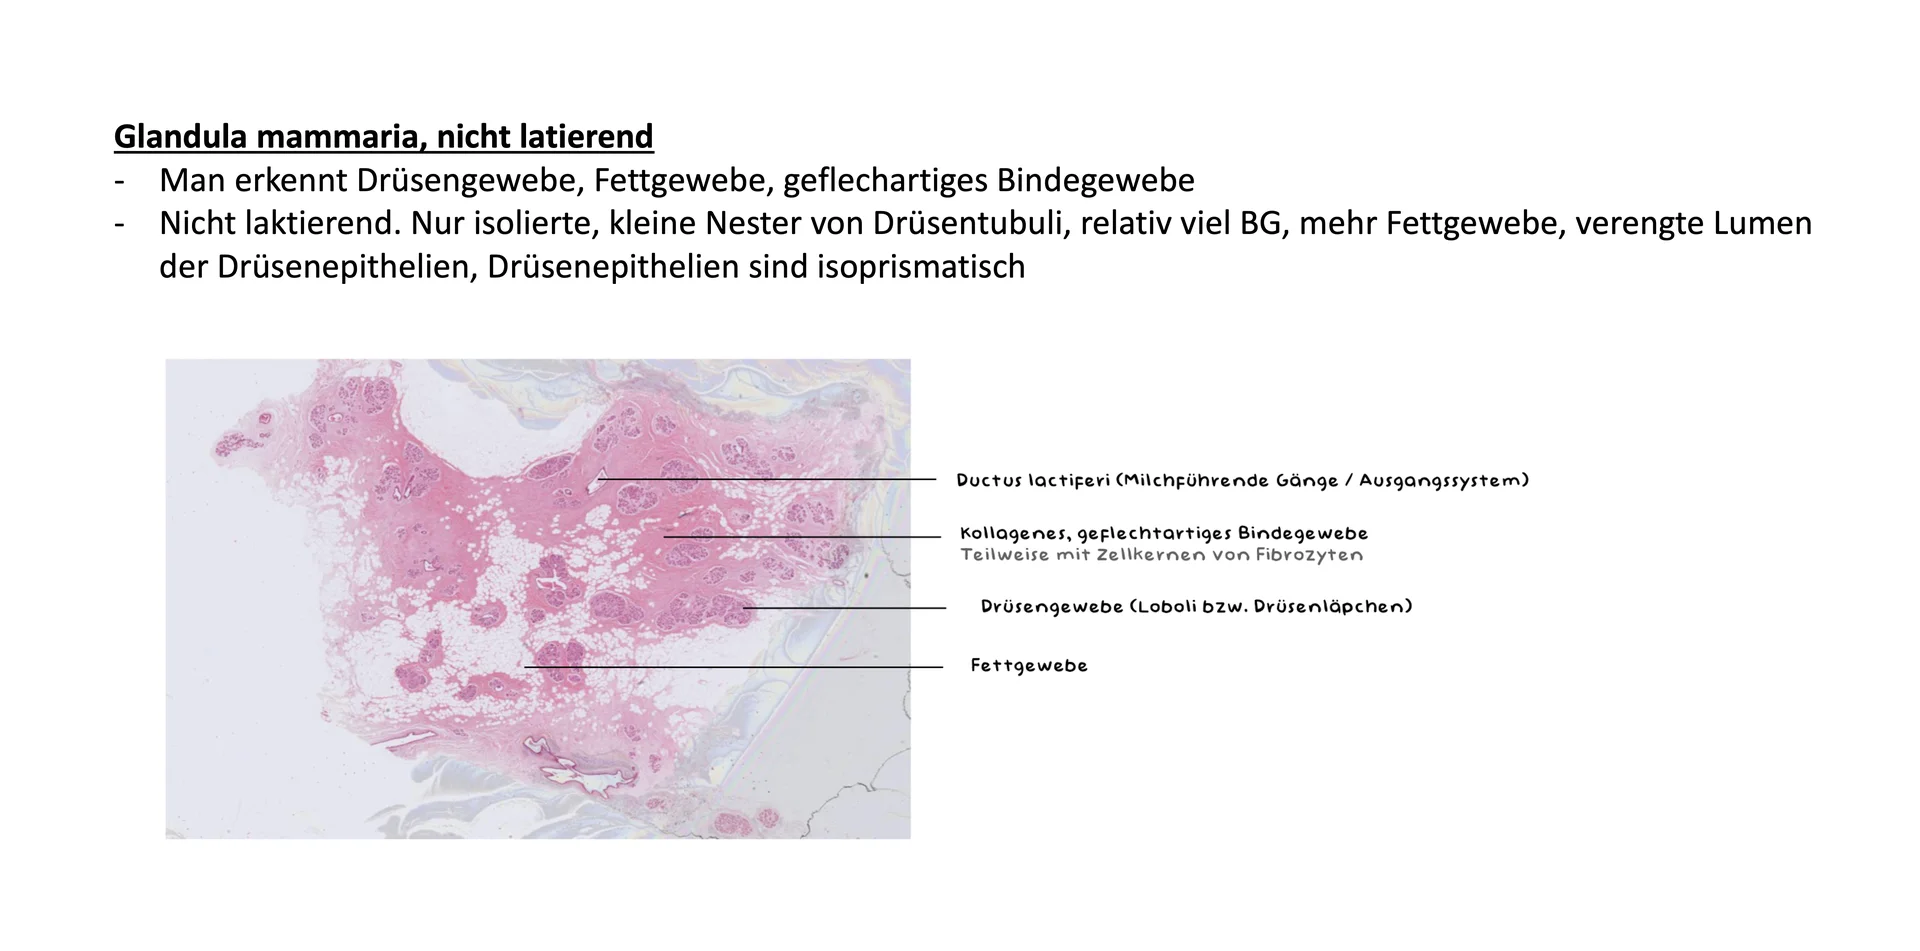 Glandula mammaria, nicht latierend
- Man erkennt Drüsengewebe, Fettgewebe, geflechartiges Bindegewebe
- Nicht laktierend. Nur isolierte, kleine Nester von Drüsentubuli, relativ viel BG, mehr Fettgewebe, verengte Lumen
der Drüsenepithelien, Drüsenepithelien sind isoprismatisch
Ductus lactiferi (Milchführende Gänge / Ausgangssystem)
Kollagenes, geflechtartiges Bindegewebe
Teilweise mit Zellkernen von Fibrozyten
Drüsengewebe (Loboli bzw. Drüsenläpchen)
Fettgewebe